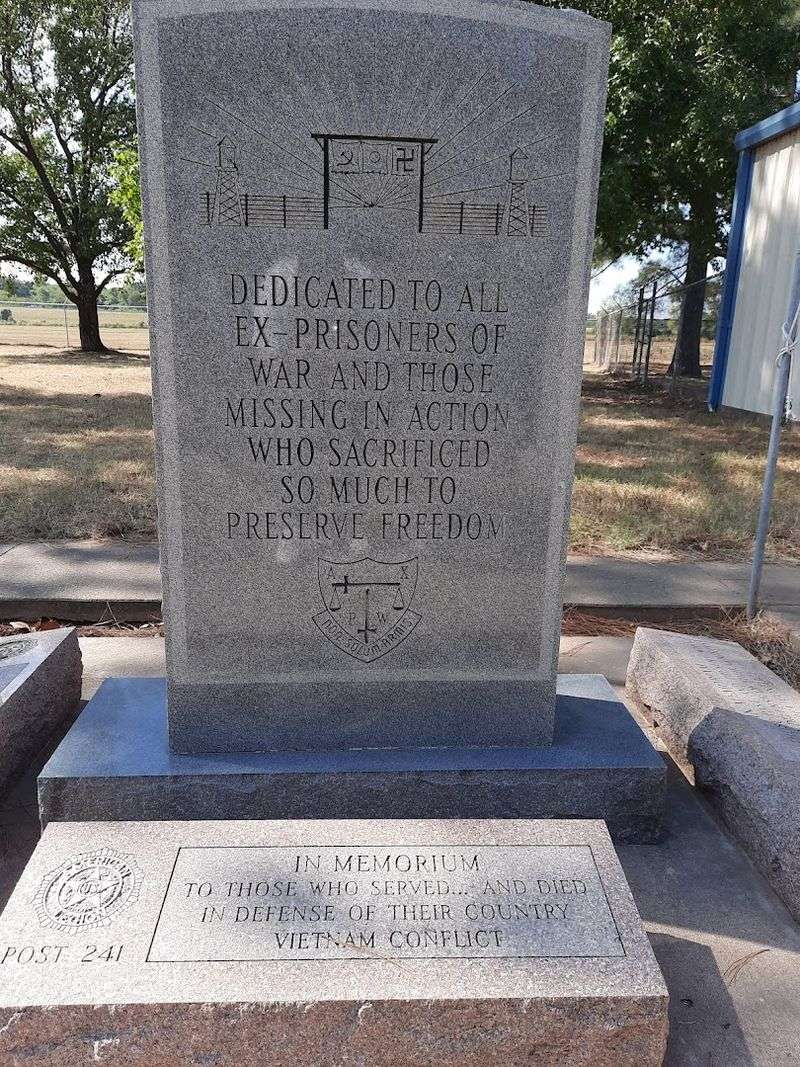 DEDICATED TO ALL
EX-PRISONERS OF
WAR AND THOSE
MISSING IN ACTION
WHO SACRIFICED
SO MUCH TO
PRESERVE FREEDOM
A X
P W
IN MEMORIUM
TO THOSE WHO SERVED... AND DIED
IN DEFENSE OF THEIR COUNTRY
VIETNAM CONFLICT
POST 241